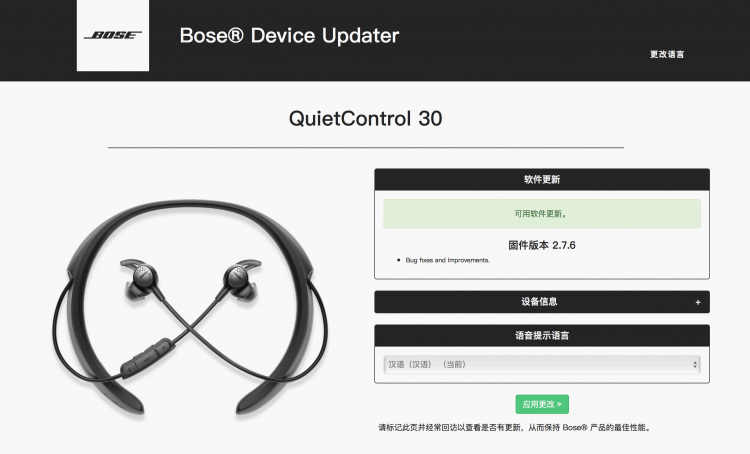 BOSE
Bose® Device Updater
更改语言
QuietControl 30
软件更新
可用软件更新。
固件版本 2.7.6
Bug fixes and improvements.
设备信息
+
语音提示语言
汉语（汉语） （当前）
应用更改 »
请标记此页并经常回访以查看是否有更新，从而保持 Bose® 产品的最佳性能。